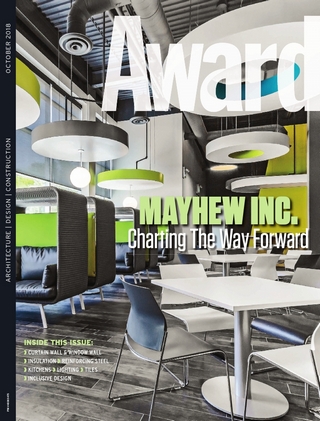 OCTOBER 2018
ARCHITECTURE | DESIGN | CONSTRUCTION
Award
MAYHEW INC.
Charting The Way Forward
INSIDE THIS ISSUE:
› CURTAIN WALL & WINDOW WALL
› INSULATION › REINFORCING STEEL
› KITCHENS › LIGHTING › TILES
› INCLUSIVE DESIGN